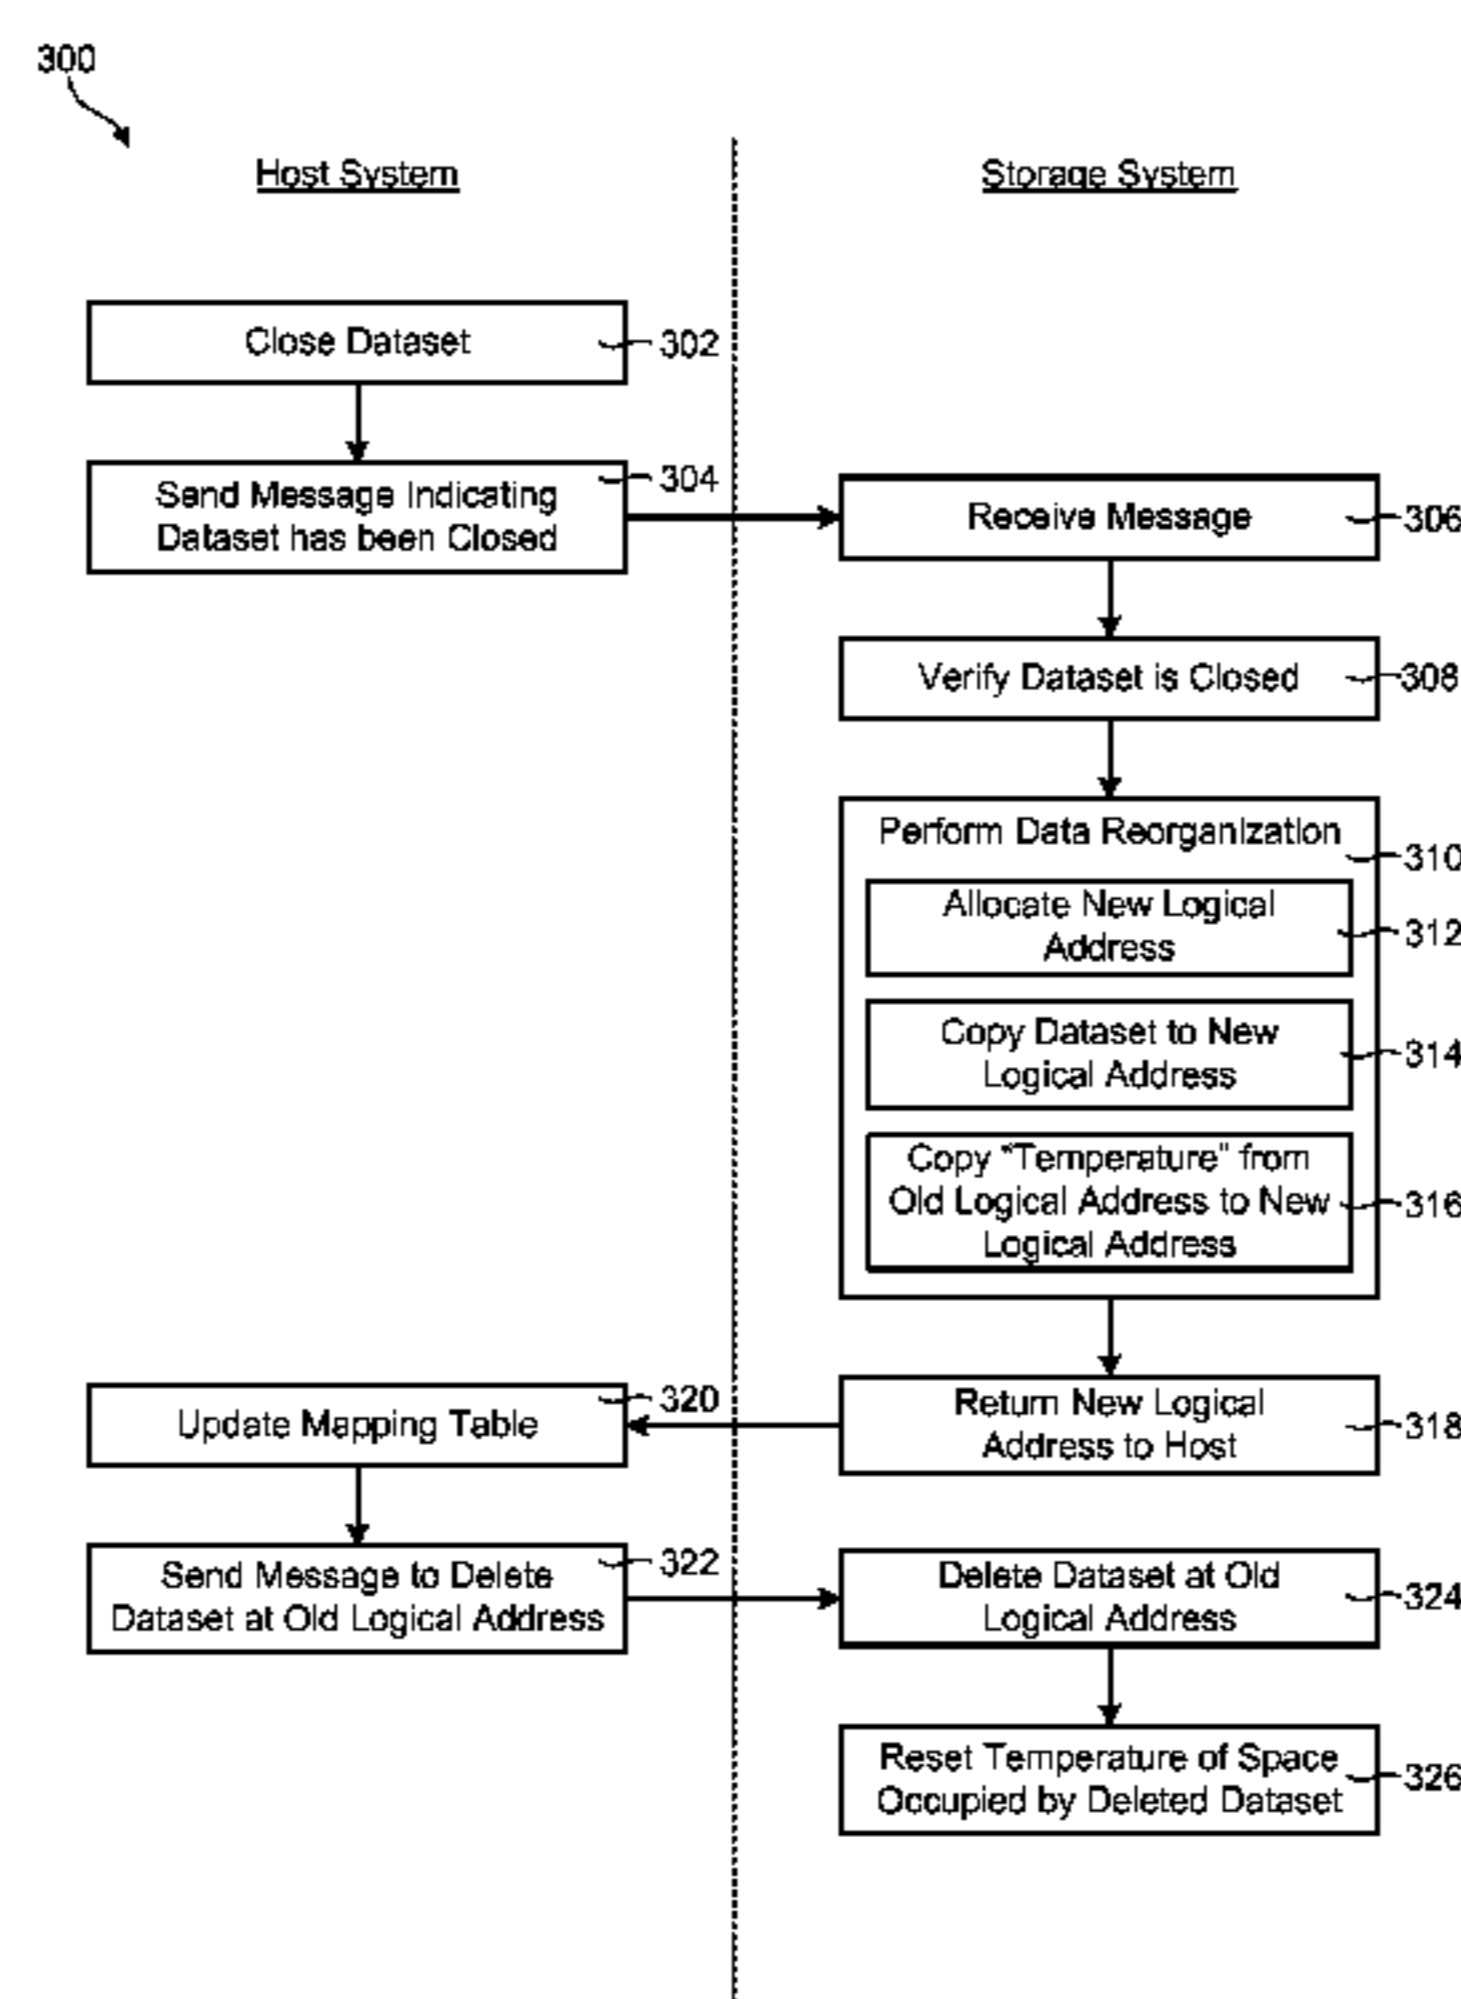 300
Host System
Storage System
Close Dataset
302
Send Message Indicating
Dataset has been Closed
304
Receive Message
306
Verify Dataset is Closed
308
Perform Data Reorganization
310
Allocate New Logical
Address
312
Copy Dataset to New
Logical Address
314
Copy "Temperature" from
Old Logical Address to New
Logical Address
316
Return New Logical
Address to Host
318
Update Mapping Table
320
Send Message to Delete
Dataset at Old Logical Address
322
Delete Dataset at Old
Logical Address
324
Reset Temperature of Space
Occupied by Deleted Dataset
326